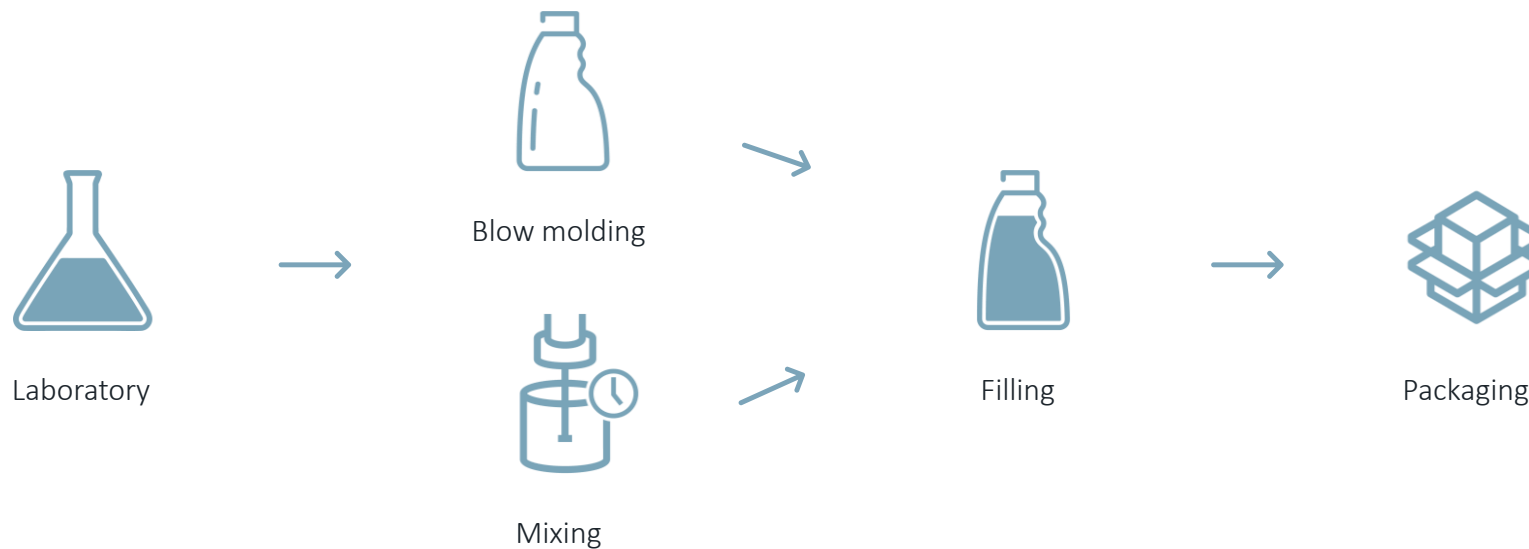 Laboratory
Blow molding
Mixing
Filling
Packaging